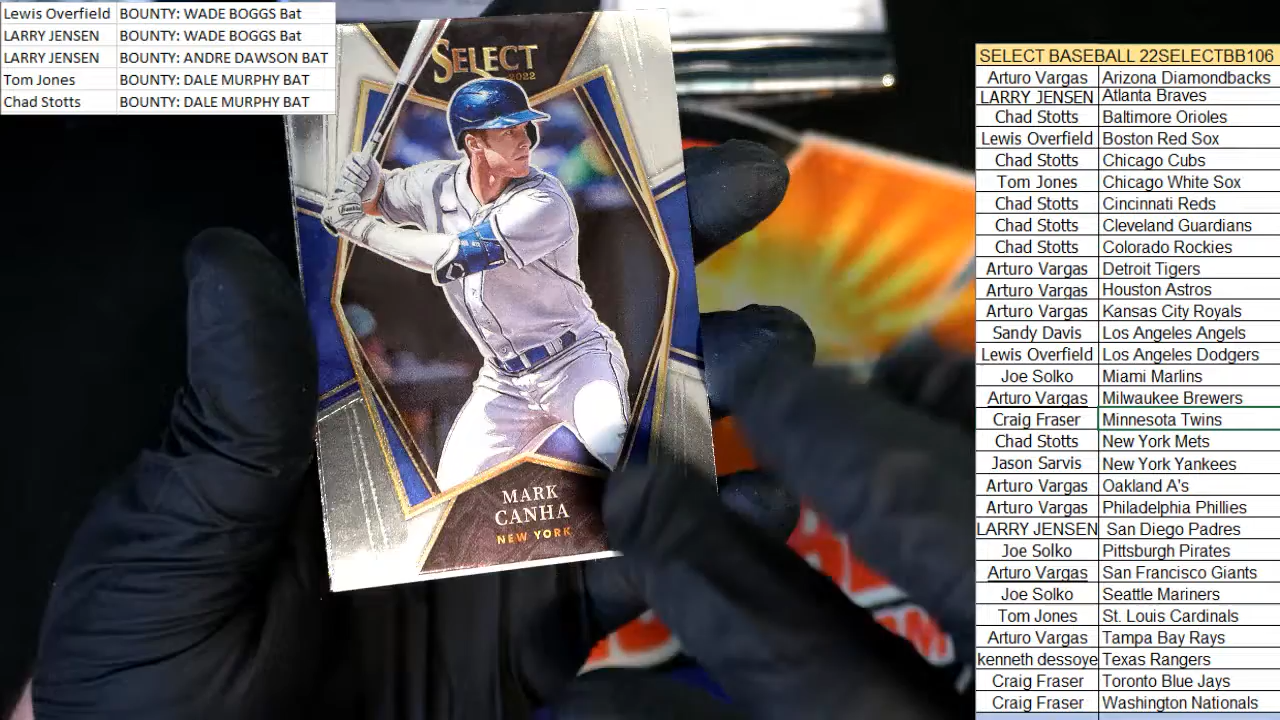 Lewis Overfield BOUNTY: WADE BOGGS Bat
LARRY JENSEN BOUNTY: WADE BOGGS Bat
LARRY JENSEN BOUNTY: ANDRE DAWSON BAT
Tom Jones BOUNTY: DALE MURPHY BAT
Chad Stotts BOUNTY: DALE MURPHY BAT
SELECT
2022
MARK
CANHA
NEW YORK
SELECT BASEBALL 22SELECTBB106
Arturo Vargas Arizona Diamondbacks
LARRY JENSEN Atlanta Braves
Chad Stotts Baltimore Orioles
Lewis Overfield Boston Red Sox
Chad Stotts Chicago Cubs
Tom Jones Chicago White Sox
Chad Stotts Cincinnati Reds
Chad Stotts Cleveland Guardians
Chad Stotts Colorado Rockies
Arturo Vargas Detroit Tigers
Arturo Vargas Houston Astros
Arturo Vargas Kansas City Royals
Sandy Davis Los Angeles Angels
Lewis Overfield Los Angeles Dodgers
Joe Solko Miami Marlins
Arturo Vargas Milwaukee Brewers
Craig Fraser Minnesota Twins
Chad Stotts New York Mets
Jason Sarvis New York Yankees
Arturo Vargas Oakland A's
Arturo Vargas Philadelphia Phillies
LARRY JENSEN San Diego Padres
Joe Solko Pittsburgh Pirates
Arturo Vargas San Francisco Giants
Joe Solko Seattle Mariners
Tom Jones St. Louis Cardinals
Arturo Vargas Tampa Bay Rays
kenneth dessoye Texas Rangers
Craig Fraser Toronto Blue Jays
Craig Fraser Washington Nationals